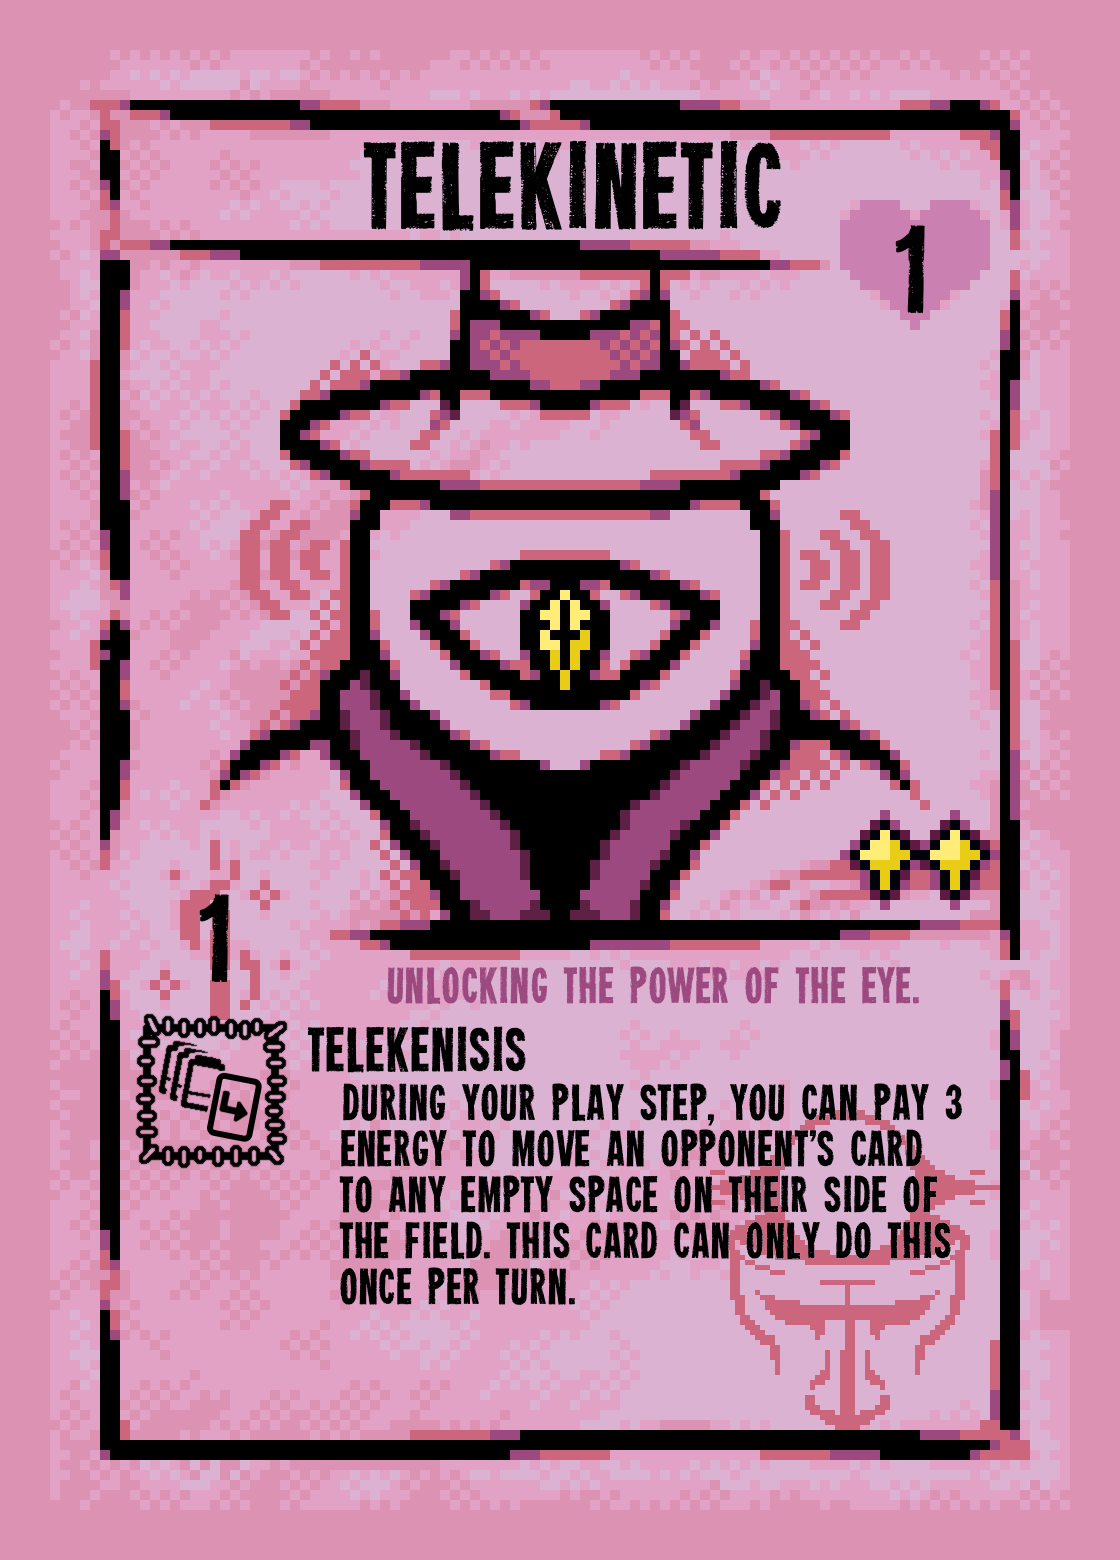 TELEKINETIC
1
1
UNLOCKING THE POWER OF THE EYE.
TELEKENISIS
DURING YOUR PLAY STEP, YOU CAN PAY 3
ENERGY TO MOVE AN OPPONENT'S CARD
TO ANY EMPTY SPACE ON THEIR SIDE OF
THE FIELD. THIS CARD CAN ONLY DO THIS
ONCE PER TURN.